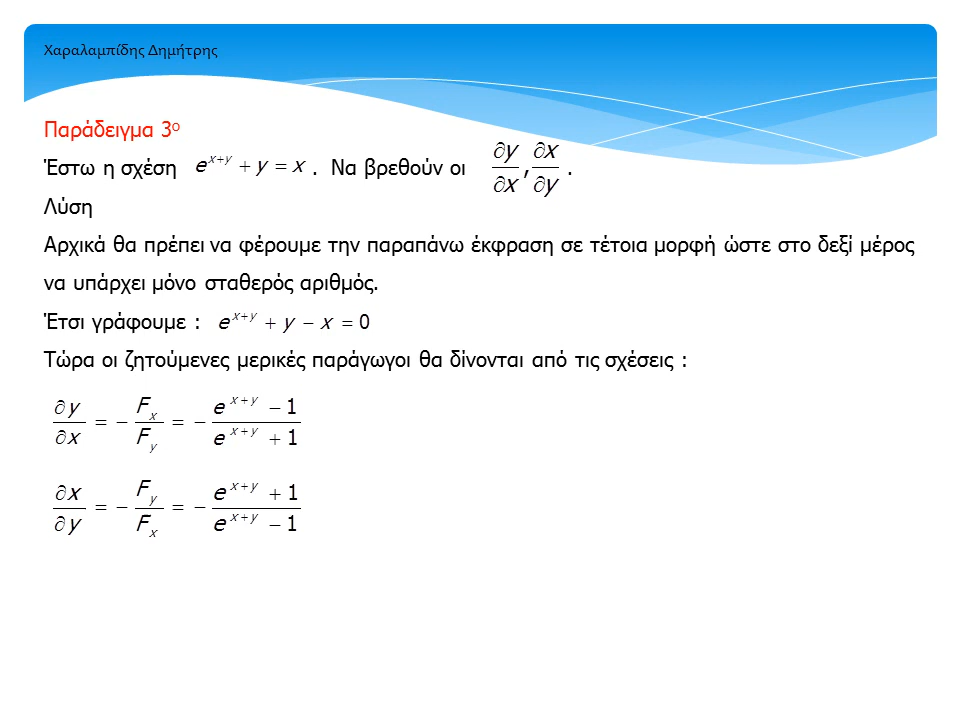 Χαραλαμπίδης Δημήτρης
Παράδειγμα 3ο
Έστω η σχέση e^{x+y} + y = x . Να βρεθούν οι ∂y/∂x , ∂x/∂y .
Λύση
Αρχικά θα πρέπει να φέρουμε την παραπάνω έκφραση σε τέτοια μορφή ώστε στο δεξί μέρος
να υπάρχει μόνο σταθερός αριθμός.
Έτσι γράφουμε : e^{x+y} + y − x = 0
Τώρα οι ζητούμενες μερικές παράγωγοι θα δίνονται από τις σχέσεις :
∂y/∂x = − F_x/F_y = − (e^{x+y} − 1)/(e^{x+y} + 1)
∂x/∂y = − F_y/F_x = − (e^{x+y} + 1)/(e^{x+y} − 1)